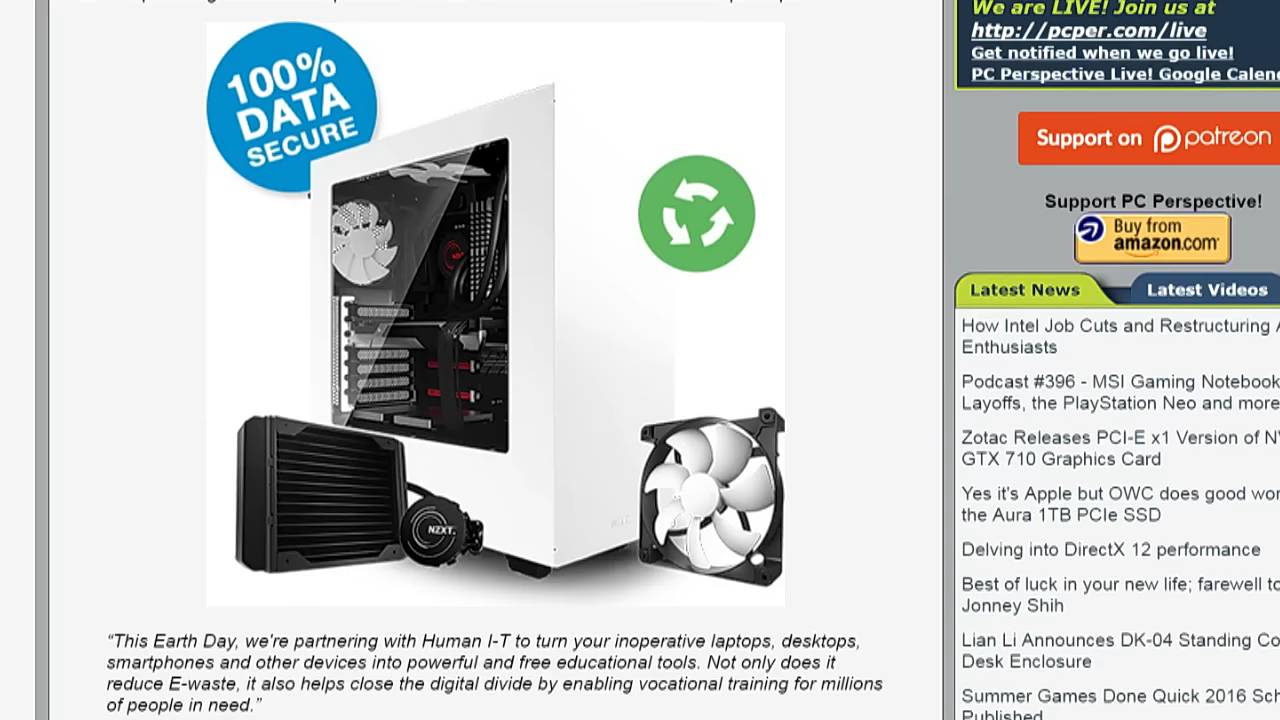 100%
DATA
SECURE
NZXT
"This Earth Day, we're partnering with Human I-T to turn your inoperative laptops, desktops,
smartphones and other devices into powerful and free educational tools. Not only does it
reduce E-waste, it also helps close the digital divide by enabling vocational training for millions
of people in need."
We are LIVE! Join us at
http://pcper.com/live
Get notified when we go live!
PC Perspective Live! Google Calen
Support on patreon
Support PC Perspective!
Buy from
amazon.com
Latest News
Latest Videos
How Intel Job Cuts and Restructuring
Enthusiasts
Podcast #396 - MSI Gaming Notebook
Layoffs, the PlayStation Neo and more
Zotac Releases PCI-E x1 Version of NV
GTX 710 Graphics Card
Yes it's Apple but OWC does good wor
the Aura 1TB PCIe SSD
Delving into DirectX 12 performance
Best of luck in your new life; farewell to
Jonney Shih
Lian Li Announces DK-04 Standing Co
Desk Enclosure
Summer Games Done Quick 2016 Sch
Published